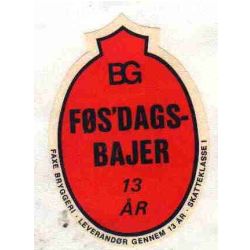 BG
FØS'DAGS-
BAJER
13
ÅR
FAXE BRYGGERI · LEVERANDØR GENNEM 13 ÅR · SKATTEKLASSE I